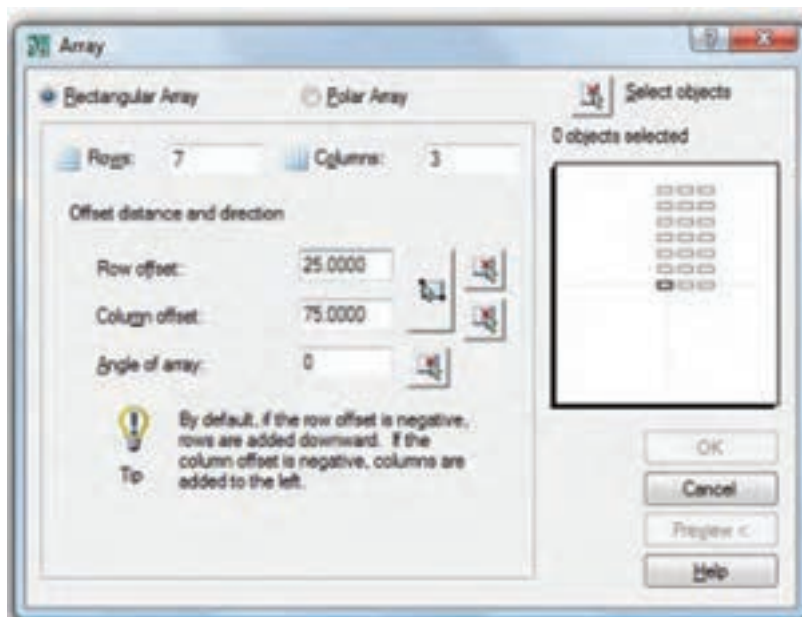 Array
Rectangular Array
Polar Array
Select objects
0 objects selected
Rows: 7
Columns: 3
Offset distance and direction
Row offset: 25.0000
Column offset: 75.0000
Angle of array: 0
By default, if the row offset is negative,
rows are added downward. If the
column offset is negative, columns are
added to the left.
Tip
OK
Cancel
Preview <
Help